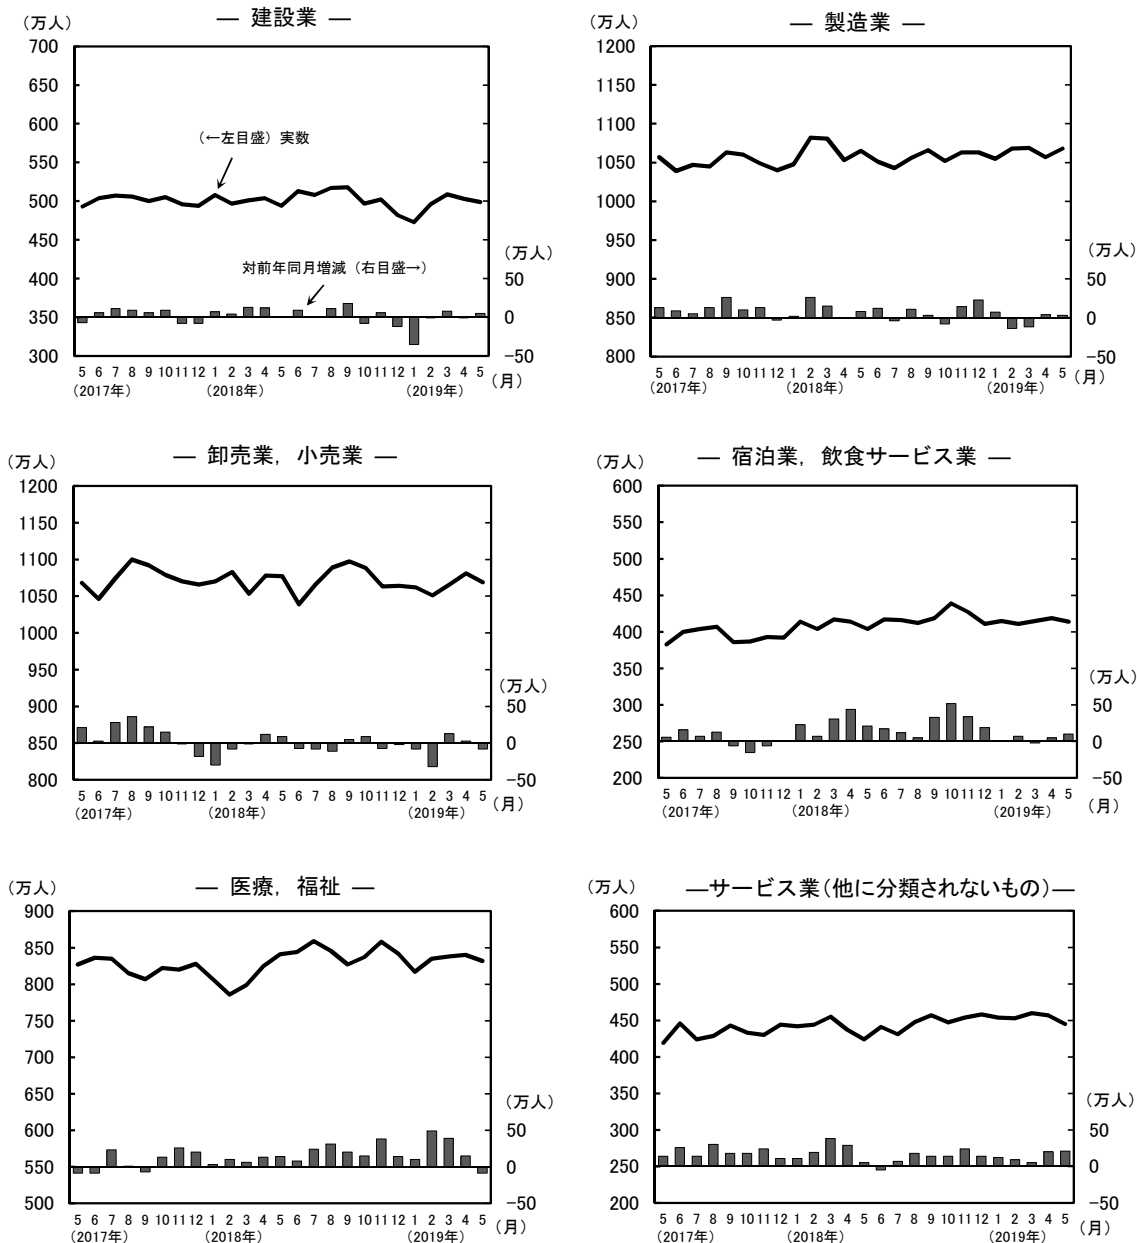 (万人)
― 建設業 ―
700
650
600
550
500
450
400
350
300
(←左目盛) 実数
対前年同月増減 (右目盛→)
(万人)
50
0
−50
5 6 7 8 9 10 11 12 1 2 3 4 5 6 7 8 9 10 11 12 1 2 3 4 5 (月)
(2017年) (2018年) (2019年)
(万人)
― 製造業 ―
1200
1150
1100
1050
1000
950
900
850
800
(万人)
50
0
−50
5 6 7 8 9 10 11 12 1 2 3 4 5 6 7 8 9 10 11 12 1 2 3 4 5 (月)
(2017年) (2018年) (2019年)
(万人)
― 卸売業, 小売業 ―
1200
1150
1100
1050
1000
950
900
850
800
(万人)
50
0
−50
5 6 7 8 9 10 11 12 1 2 3 4 5 6 7 8 9 10 11 12 1 2 3 4 5 (月)
(2017年) (2018年) (2019年)
(万人)
― 宿泊業, 飲食サービス業 ―
600
550
500
450
400
350
300
250
200
(万人)
50
0
−50
5 6 7 8 9 10 11 12 1 2 3 4 5 6 7 8 9 10 11 12 1 2 3 4 5 (月)
(2017年) (2018年) (2019年)
(万人)
― 医療, 福祉 ―
900
850
800
750
700
650
600
550
500
(万人)
50
0
−50
5 6 7 8 9 10 11 12 1 2 3 4 5 6 7 8 9 10 11 12 1 2 3 4 5 (月)
(2017年) (2018年) (2019年)
(万人)
―サービス業(他に分類されないもの)―
600
550
500
450
400
350
300
250
200
(万人)
50
0
−50
5 6 7 8 9 10 11 12 1 2 3 4 5 6 7 8 9 10 11 12 1 2 3 4 5 (月)
(2017年) (2018年) (2019年)